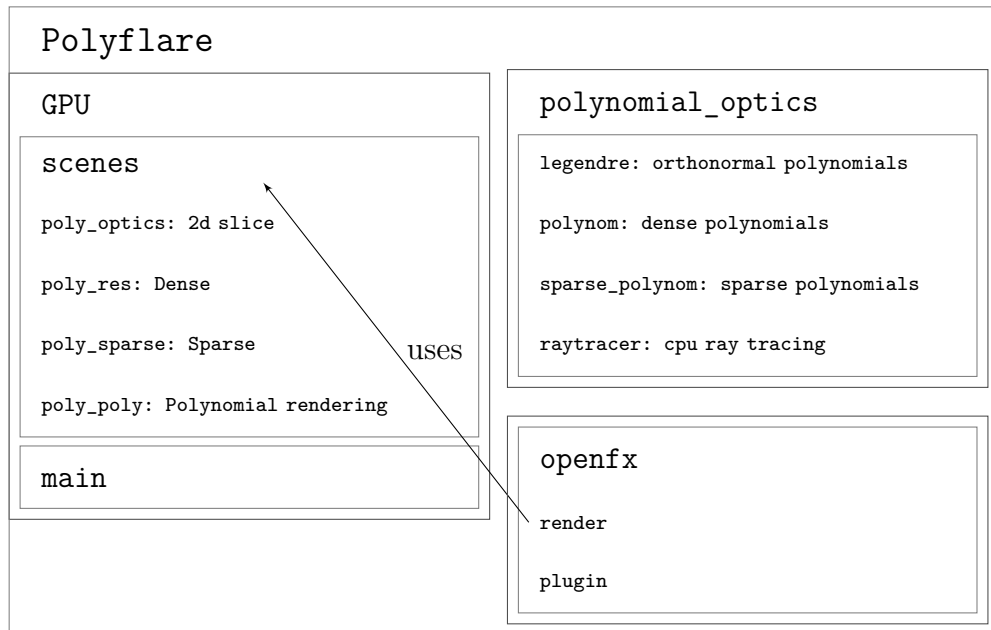 Polyflare
GPU
scenes
poly_optics: 2d slice
poly_res: Dense
poly_sparse: Sparse
poly_poly: Polynomial rendering
main
uses
polynomial_optics
legendre: orthonormal polynomials
polynom: dense polynomials
sparse_polynom: sparse polynomials
raytracer: cpu ray tracing
openfx
render
plugin